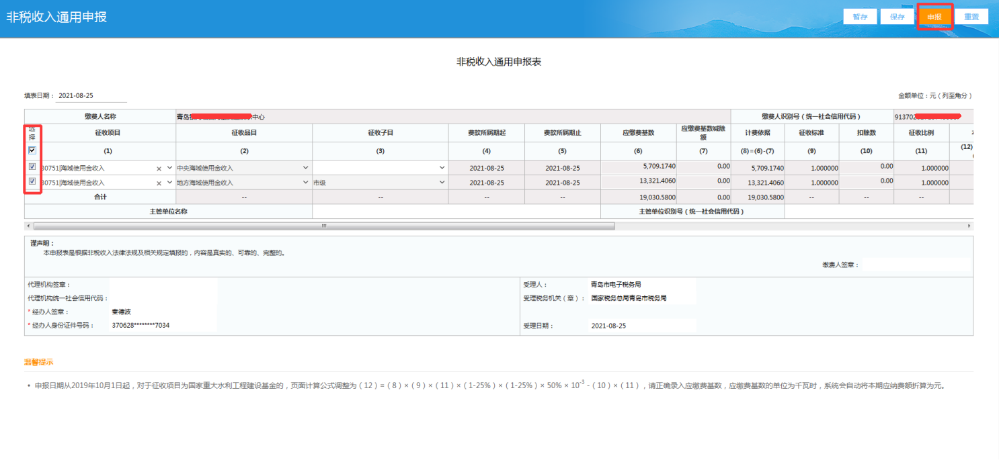 非税收入通用申报
暂存 保存 申报 重置
非税收入通用申报表
填表日期： 2021-08-25 金额单位：元（列至角分）
缴费人名称 青岛 中心 缴费人识别号（统一社会信用代码） 91370
选择 征收项目 征收品目 征收子目 费款所属期起 费款所属期止 应缴费基数 应缴费基数减除额 计费依据 征收标准 扣除数 征收比例
(1) (2) (3) (4) (5) (6) (7) (8)=(6)-(7) (9) (10) (11) (12)
30751|海域使用金收入 中央海域使用金收入 2021-08-25 2021-08-25 5,709.1740 0.00 5,709.1740 1.000000 0.00 1.000000
30751|海域使用金收入 地方海域使用金收入 市级 2021-08-25 2021-08-25 13,321.4060 0.00 13,321.4060 1.000000 0.00 1.000000
合计 -- -- -- -- 19,030.5800 0.00 19,030.5800 -- -- --
主管单位名称 主管单位识别号（统一社会信用代码）
谨声明：
本申报表是根据非税收入法律法规及相关规定填报的，内容是真实的、可靠的、完整的。
缴费人签章：
代理机构签章： 受理人： 青岛市电子税务局
代理机构统一社会信用代码： 受理税务机关（章）： 国家税务总局青岛市税务局
* 经办人签章： 秦德波
* 经办人身份证件号码： 370628********7034 受理日期： 2021-08-25
温馨提示
• 申报日期从2019年10月1日起，对于征收项目为国家重大水利工程建设基金的，页面计算公式调整为（12）=（8）×（9）×（11）×（1-25%）×（1-25%）× 50% × 10⁻³ -（10）×（11），请正确录入应缴费基数，应缴费基数的单位为千瓦时，系统会自动将本期应纳费额折算为元。